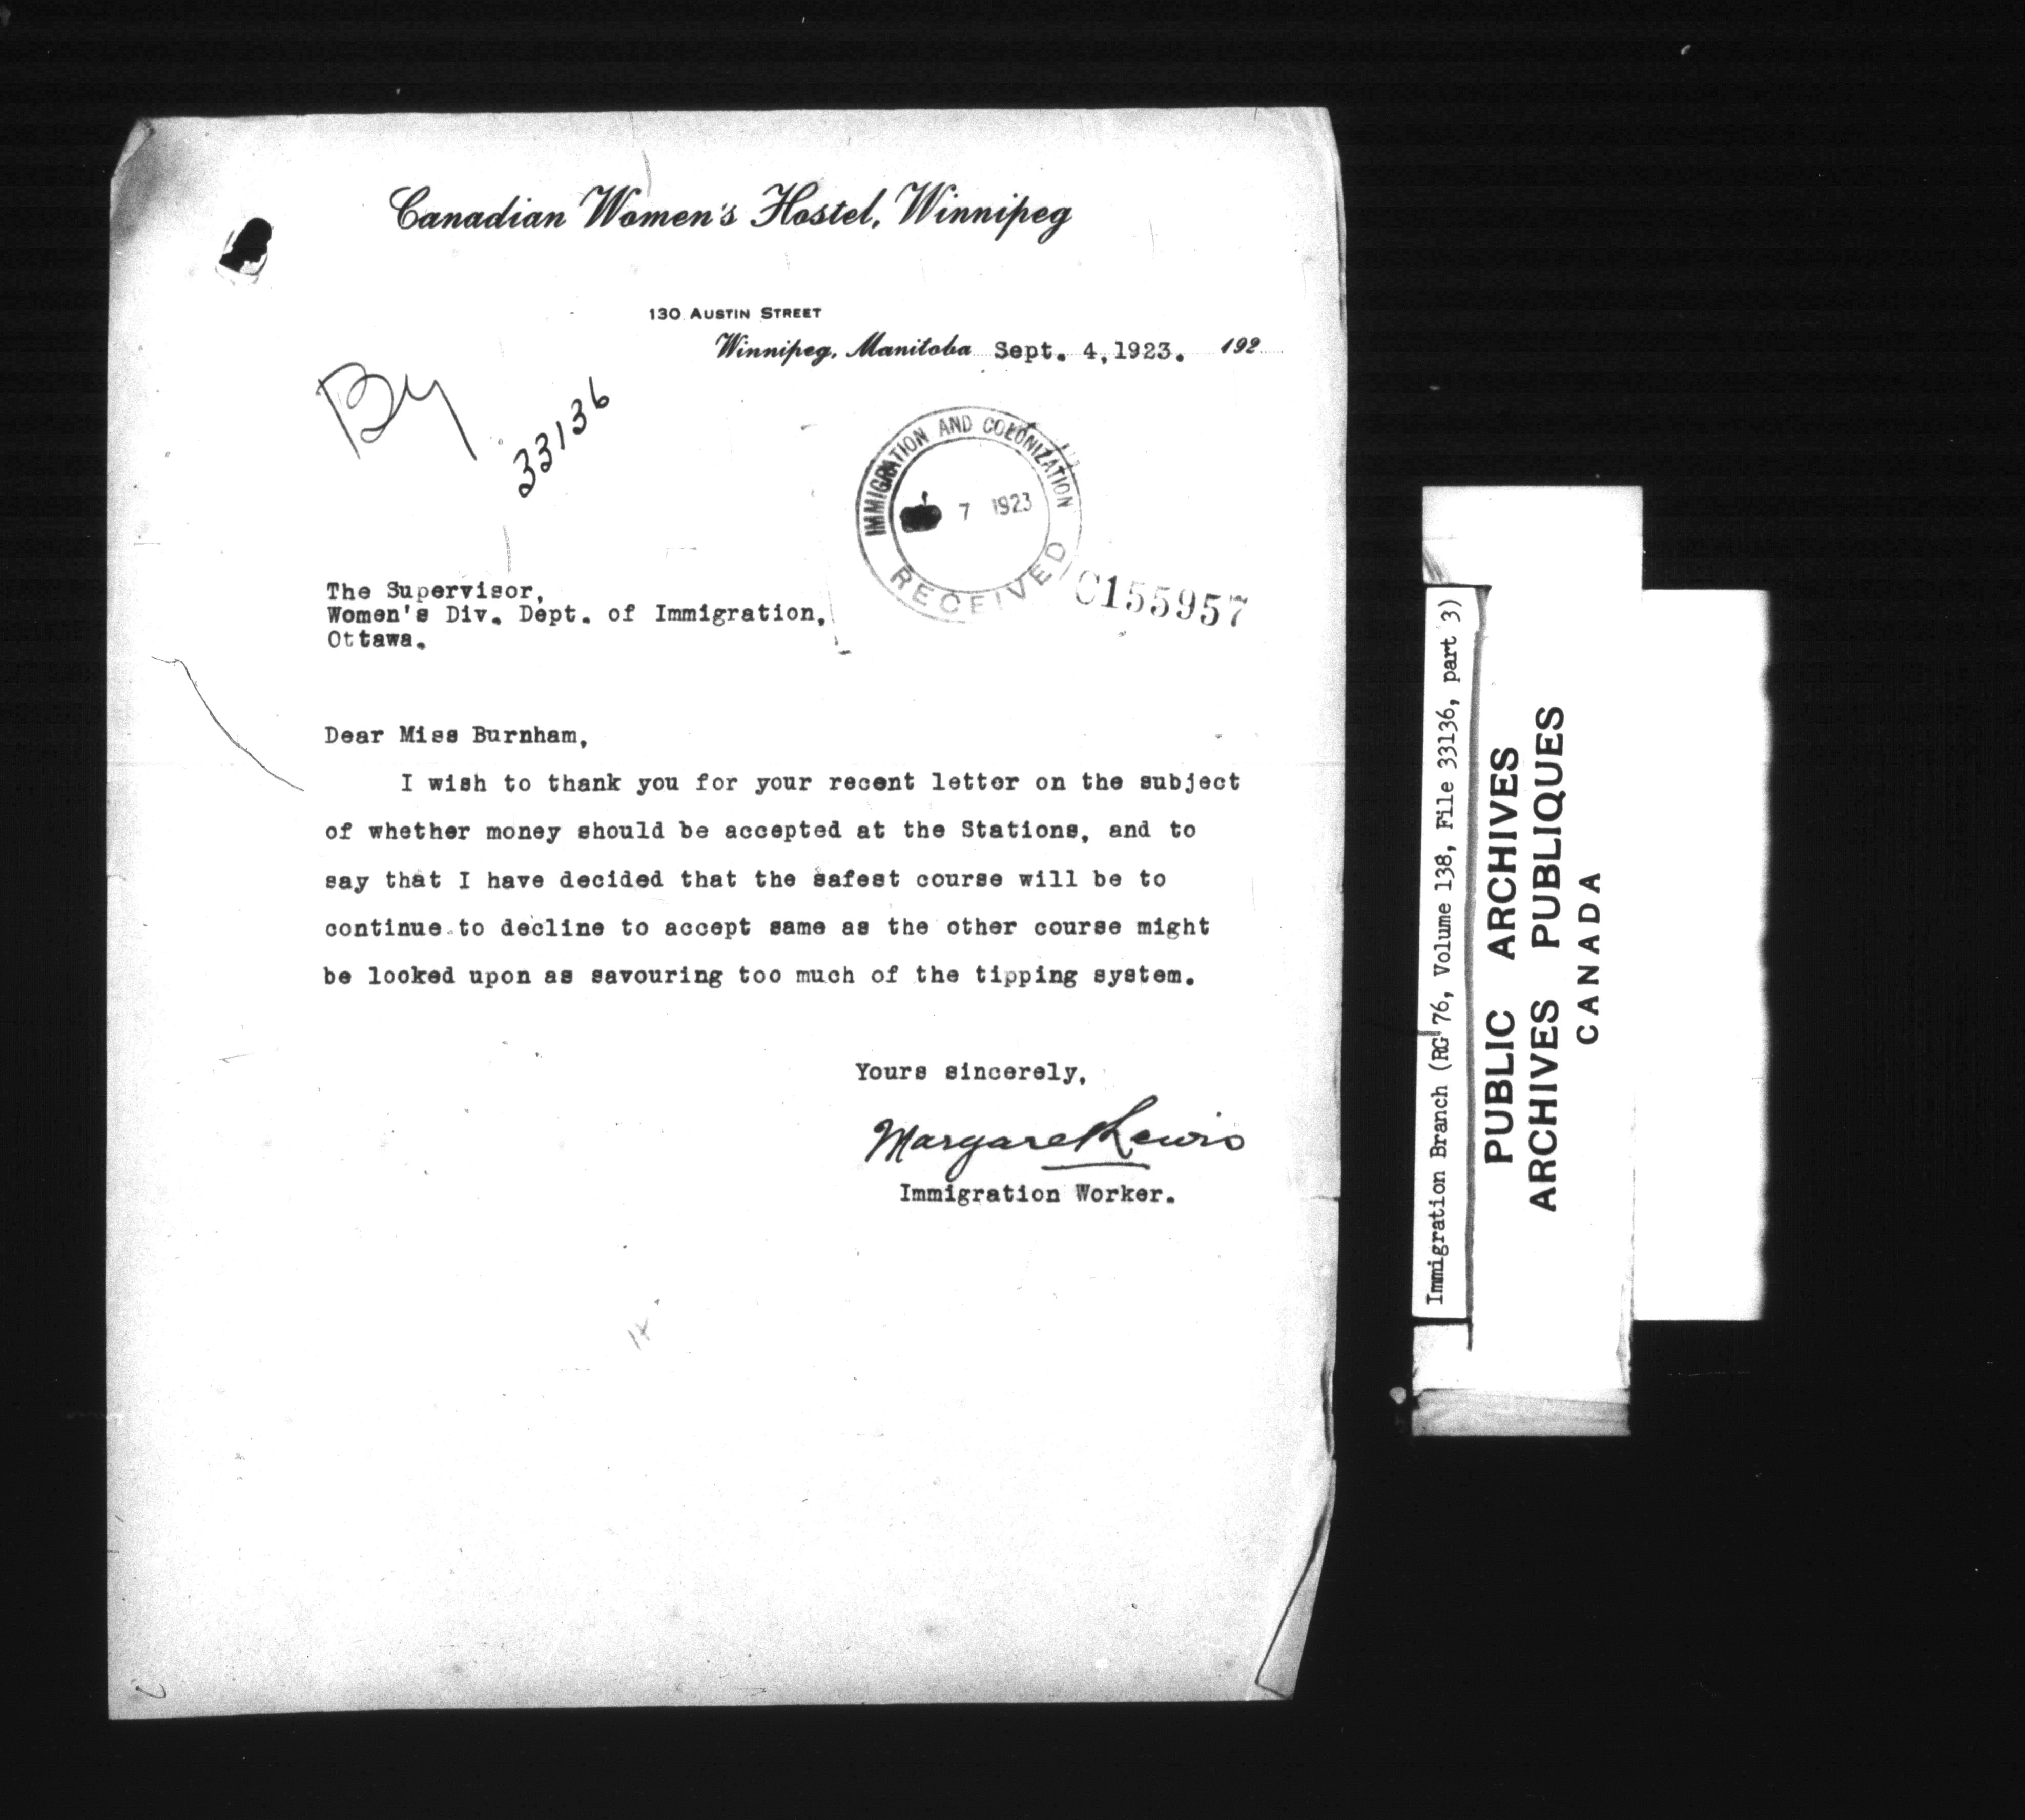 Canadian Women's Hostel, Winnipeg
130 AUSTIN STREET
Winnipeg, Manitoba Sept. 4, 1923. 192
By
33136
IMMIGRATION AND COLONIZATION
7 1923
RECEIVED
C155957
The Supervisor,
Women's Div. Dept. of Immigration,
Ottawa.
Dear Miss Burnham,
I wish to thank you for your recent letter on the subject
of whether money should be accepted at the Stations, and to
say that I have decided that the safest course will be to
continue to decline to accept same as the other course might
be looked upon as savouring too much of the tipping system.
Yours sincerely,
Margaret Lewis
Immigration Worker.
Immigration Branch (RG 76, Volume 138, File 33136, part 3)
PUBLIC ARCHIVES
ARCHIVES PUBLIQUES
CANADA